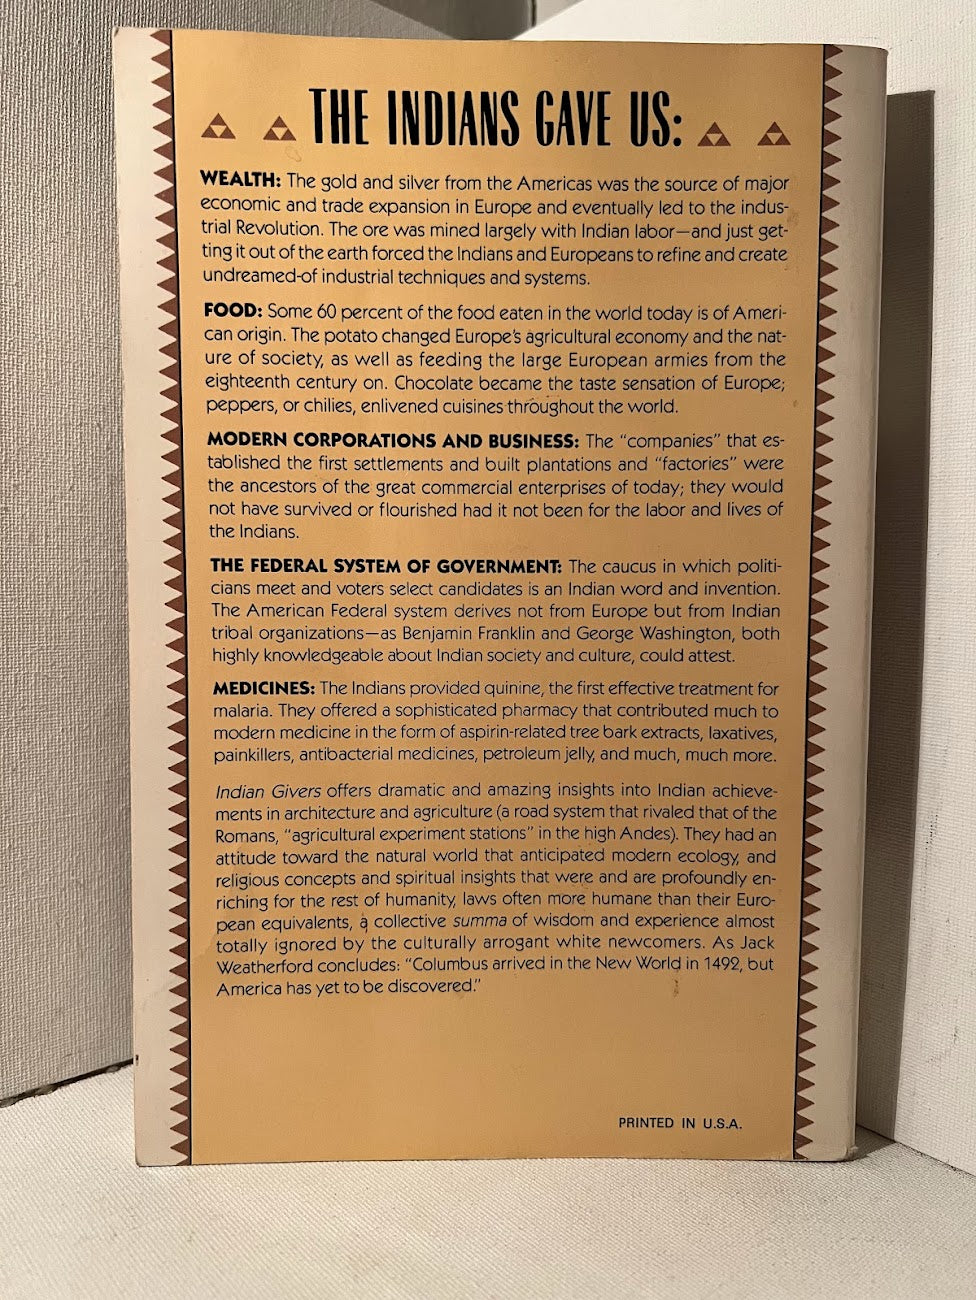 THE INDIANS GAVE US:
WEALTH: The gold and silver from the Americas was the source of major
economic and trade expansion in Europe and eventually led to the indus-
trial Revolution. The ore was mined largely with Indian labor—and just get-
ting it out of the earth forced the Indians and Europeans to refine and create
undreamed-of industrial techniques and systems.
FOOD: Some 60 percent of the food eaten in the world today is of Ameri-
can origin. The potato changed Europe's agricultural economy and the nat-
ure of society, as well as feeding the large European armies from the
eighteenth century on. Chocolate became the taste sensation of Europe;
peppers, or chilies, enlivened cuisines throughout the world.
MODERN CORPORATIONS AND BUSINESS: The "companies" that es-
tablished the first settlements and built plantations and "factories" were
the ancestors of the great commercial enterprises of today; they would
not have survived or flourished had it not been for the labor and lives of
the Indians.
THE FEDERAL SYSTEM OF GOVERNMENT: The caucus in which politi-
cians meet and voters select candidates is an Indian word and invention.
The American Federal system derives not from Europe but from Indian
tribal organizations—as Benjamin Franklin and George Washington, both
highly knowledgeable about Indian society and culture, could attest.
MEDICINES: The Indians provided quinine, the first effective treatment for
malaria. They offered a sophisticated pharmacy that contributed much to
modern medicine in the form of aspirin-related tree bark extracts, laxatives,
painkillers, antibacterial medicines, petroleum jelly, and much, much more.
Indian Givers offers dramatic and amazing insights into Indian achieve-
ments in architecture and agriculture (a road system that rivaled that of the
Romans, "agricultural experiment stations" in the high Andes). They had an
attitude toward the natural world that anticipated modern ecology, and
religious concepts and spiritual insights that were and are profoundly en-
riching for the rest of humanity, laws often more humane than their Euro-
pean equivalents, a collective summa of wisdom and experience almost
totally ignored by the culturally arrogant white newcomers. As Jack
Weatherford concludes: "Columbus arrived in the New World in 1492, but
America has yet to be discovered."
PRINTED IN U.S.A.